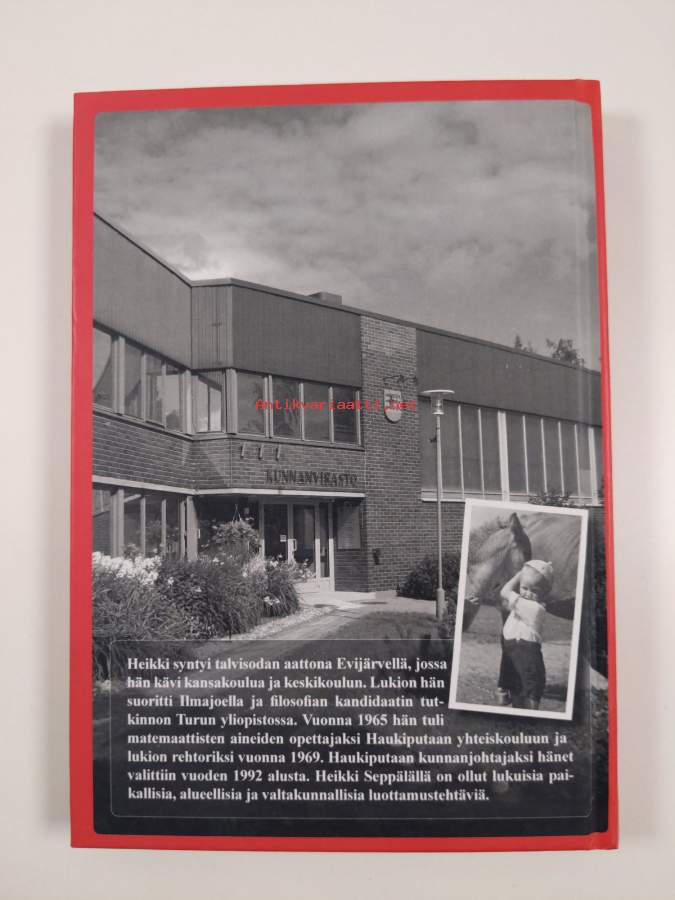 Antikvariaatti.net
KUNNANVIRASTO
Heikki syntyi talvisodan aattona Evijärvellä, jossa
hän kävi kansakoulua ja keskikoulun. Lukion hän
suoritti Ilmajoella ja filosofian kandidaatin tut-
kinnon Turun yliopistossa. Vuonna 1965 hän tuli
matemaattisten aineiden opettajaksi Haukiputaan yhteiskouluun ja
lukion rehtoriksi vuonna 1969. Haukiputaan kunnanjohtajaksi hänet
valittiin vuoden 1992 alusta. Heikki Seppälällä on ollut lukuisia pai-
kallisia, alueellisia ja valtakunnallisia luottamustehtäviä.